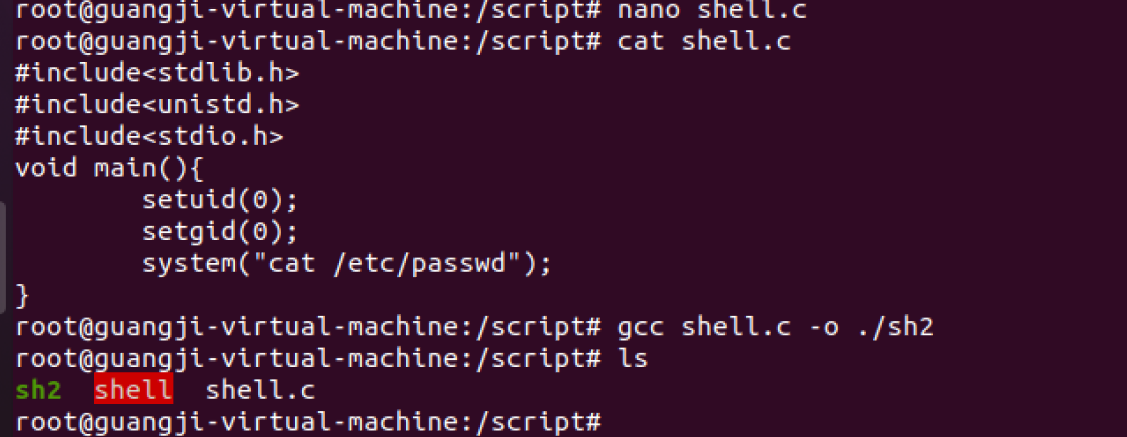 root@guangji-virtual-machine:/script# nano shell.c
root@guangji-virtual-machine:/script# cat shell.c
#include<stdlib.h>
#include<unistd.h>
#include<stdio.h>
void main(){
        setuid(0);
        setgid(0);
        system("cat /etc/passwd");
}
root@guangji-virtual-machine:/script# gcc shell.c -o ./sh2
root@guangji-virtual-machine:/script# ls
sh2  shell  shell.c
root@guangji-virtual-machine:/script#